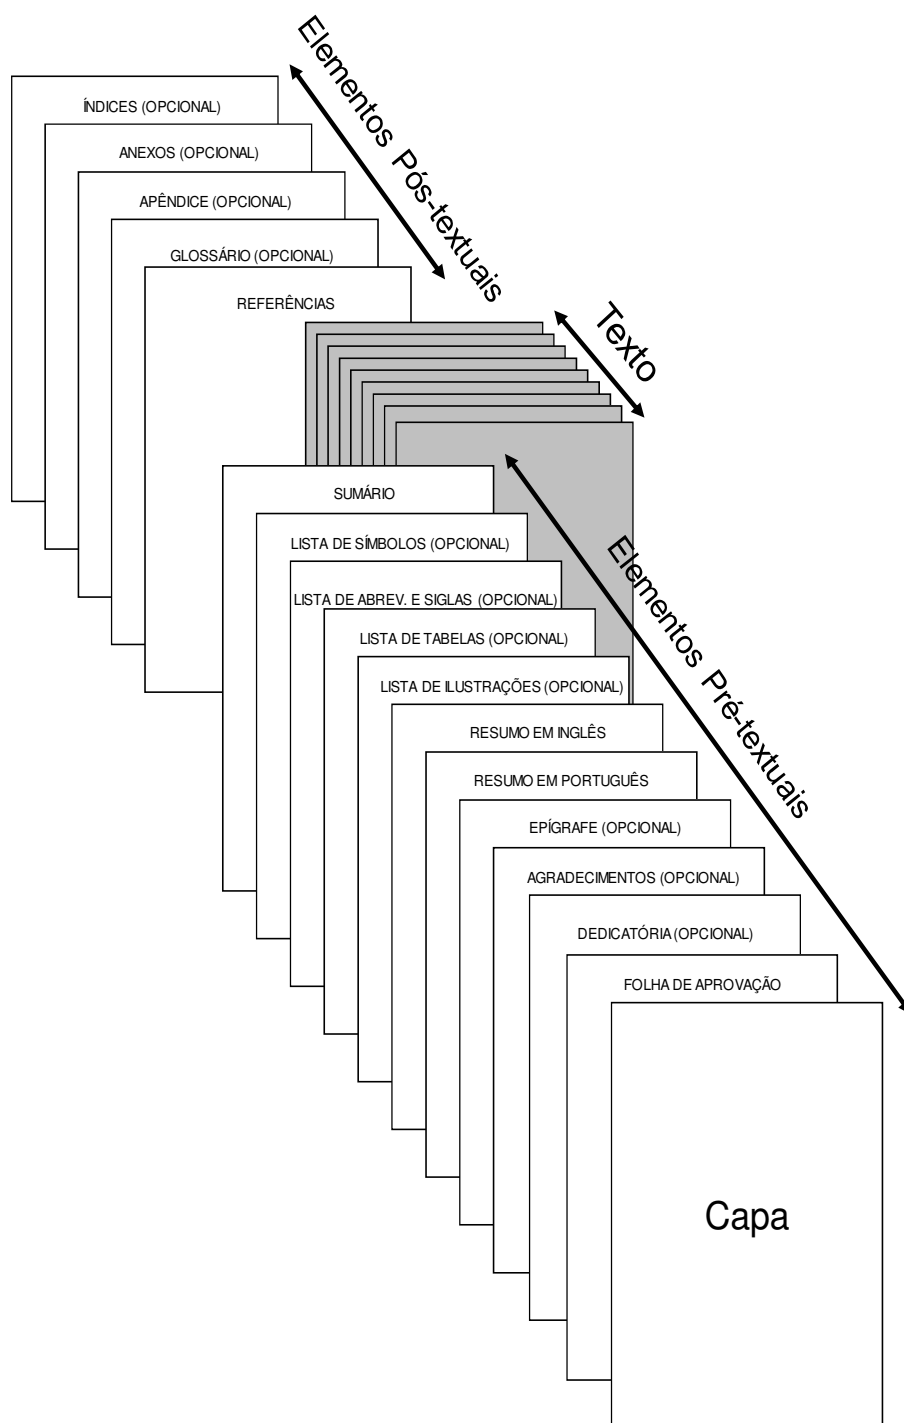 Elementos Pós-textuais
ÍNDICES (OPCIONAL)
ANEXOS (OPCIONAL)
APÊNDICE (OPCIONAL)
GLOSSÁRIO (OPCIONAL)
REFERÊNCIAS
Texto
SUMÁRIO
LISTA DE SÍMBOLOS (OPCIONAL)
LISTA DE ABREV. E SIGLAS (OPCIONAL)
LISTA DE TABELAS (OPCIONAL)
LISTA DE ILUSTRAÇÕES (OPCIONAL)
Elementos Pré-textuais
RESUMO EM INGLÊS
RESUMO EM PORTUGUÊS
EPÍGRAFE (OPCIONAL)
AGRADECIMENTOS (OPCIONAL)
DEDICATÓRIA (OPCIONAL)
FOLHA DE APROVAÇÃO
Capa